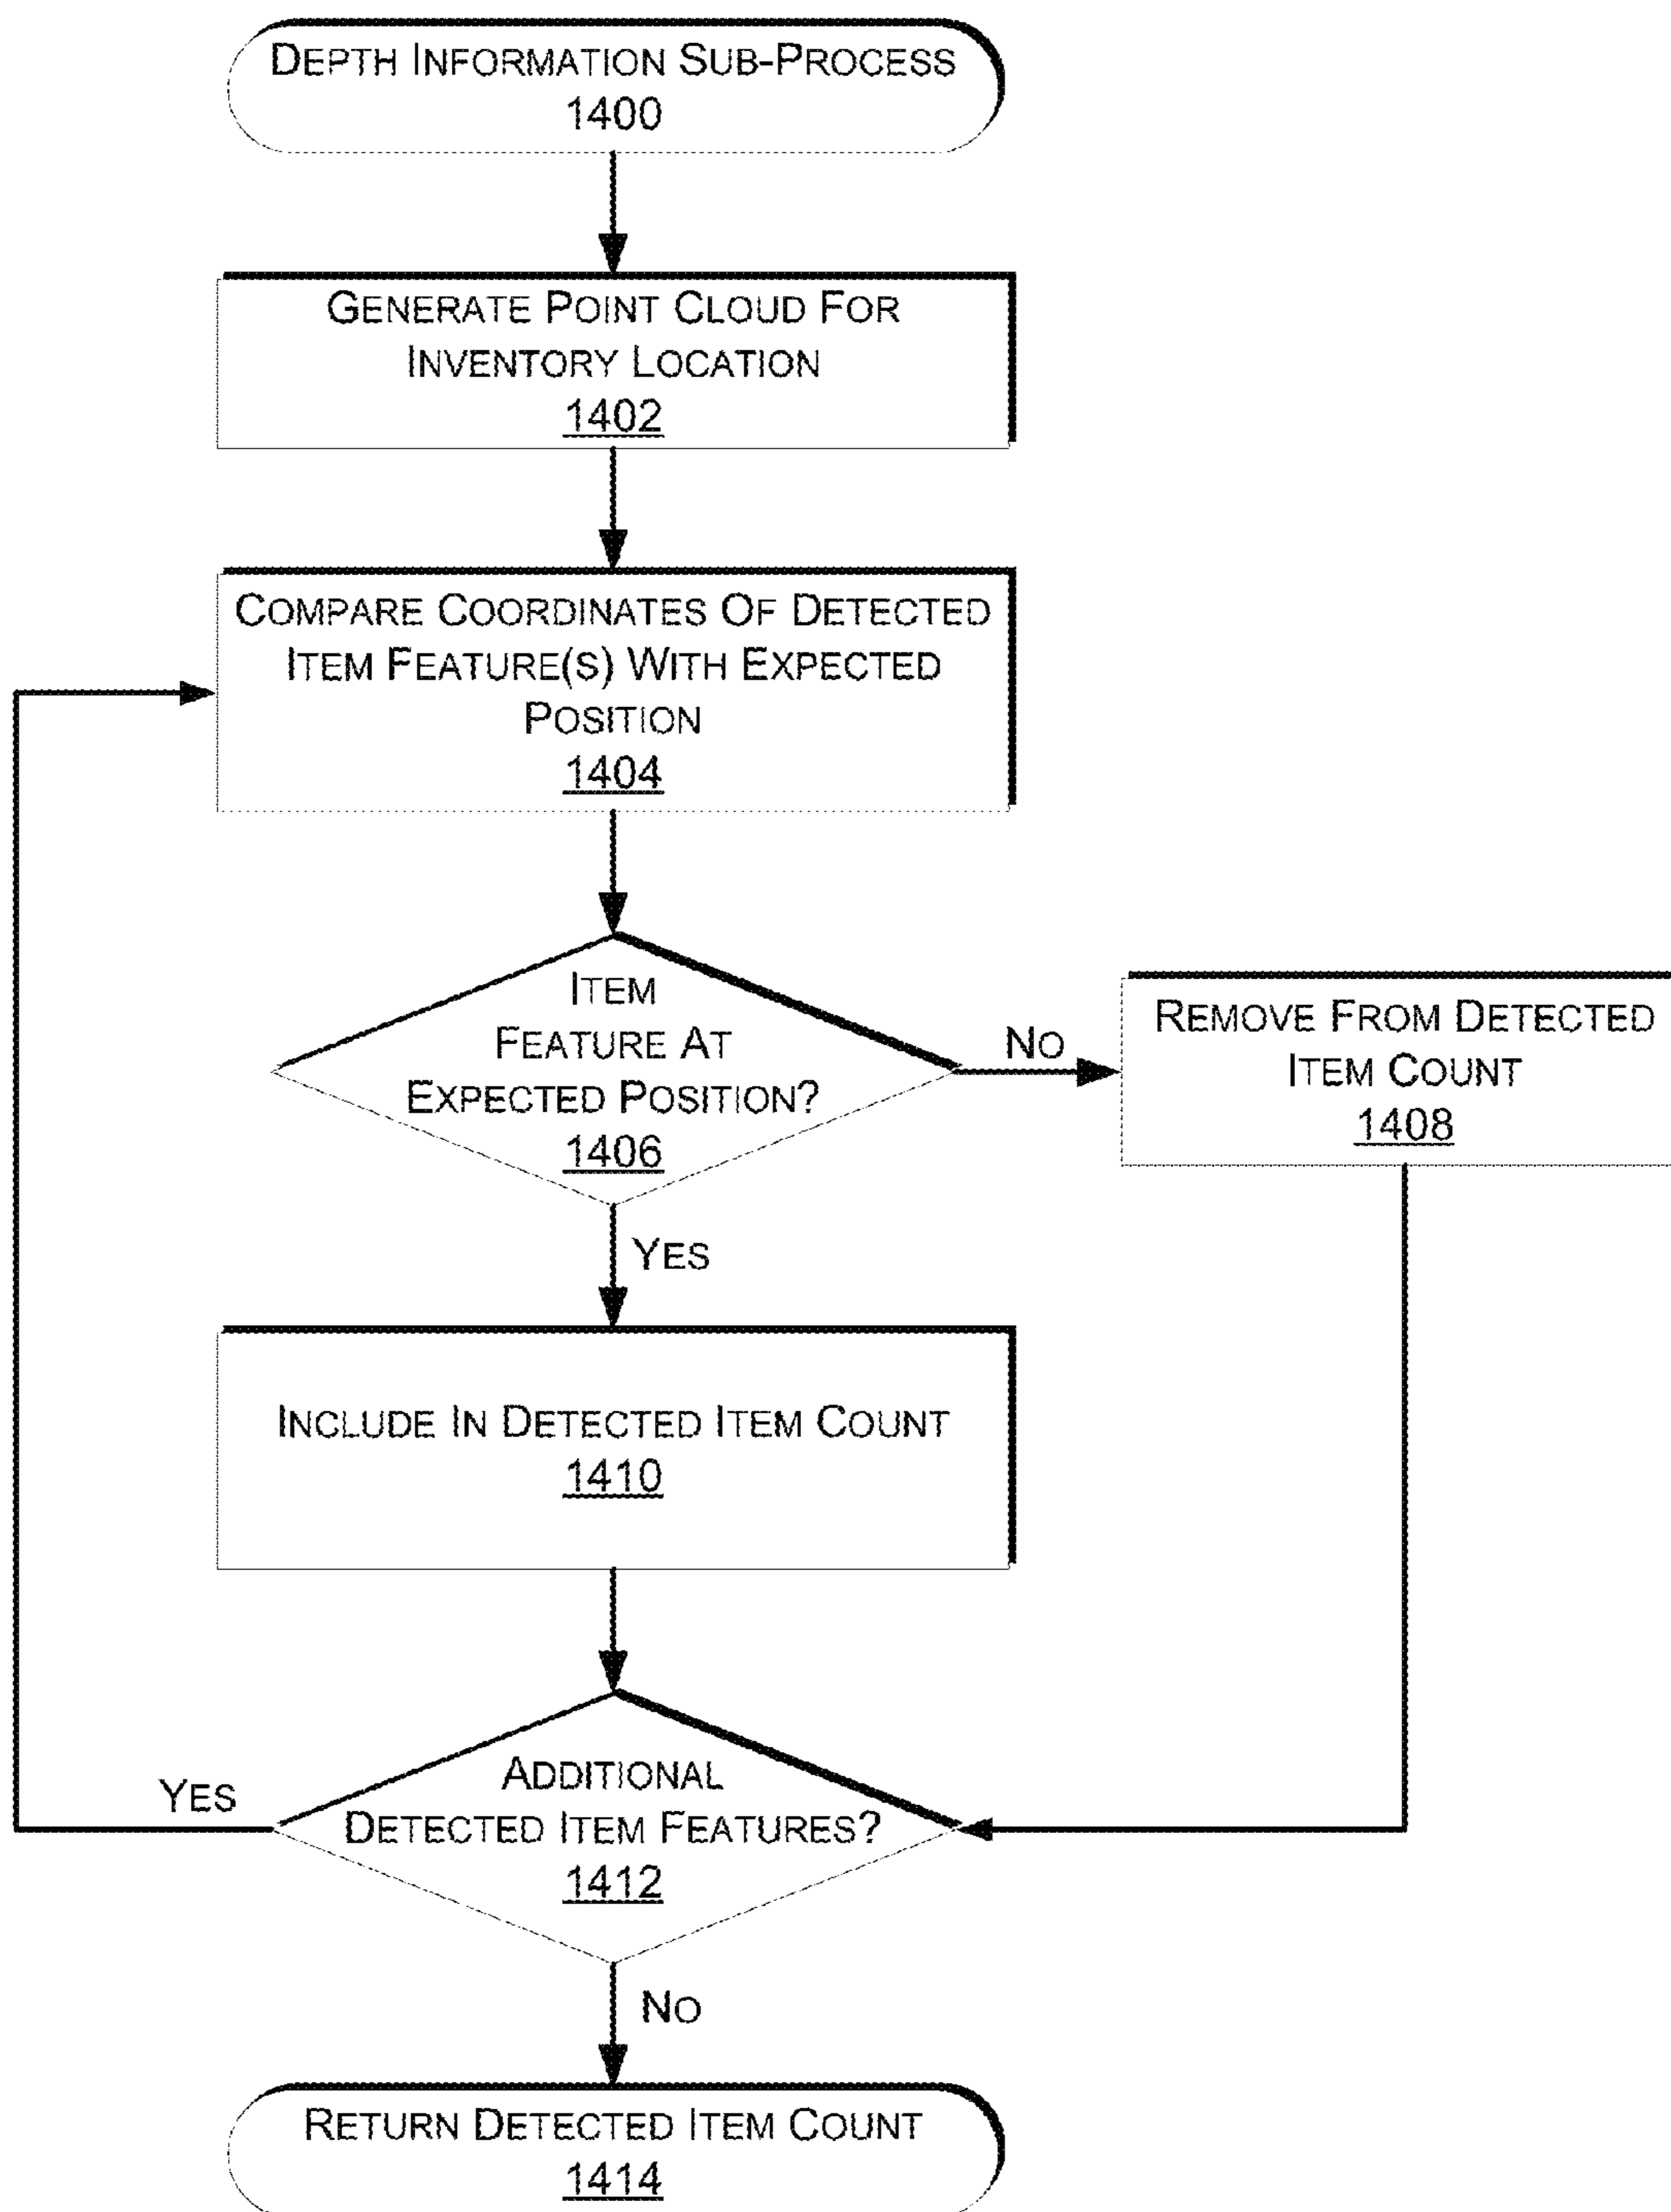 DEPTH INFORMATION SUB-PROCESS
1400
GENERATE POINT CLOUD FOR
INVENTORY LOCATION
1402
COMPARE COORDINATES OF DETECTED
ITEM FEATURE(S) WITH EXPECTED
POSITION
1404
ITEM
FEATURE AT
EXPECTED POSITION?
1406
NO
REMOVE FROM DETECTED
ITEM COUNT
1408
YES
INCLUDE IN DETECTED ITEM COUNT
1410
ADDITIONAL
DETECTED ITEM FEATURES?
1412
YES
NO
RETURN DETECTED ITEM COUNT
1414